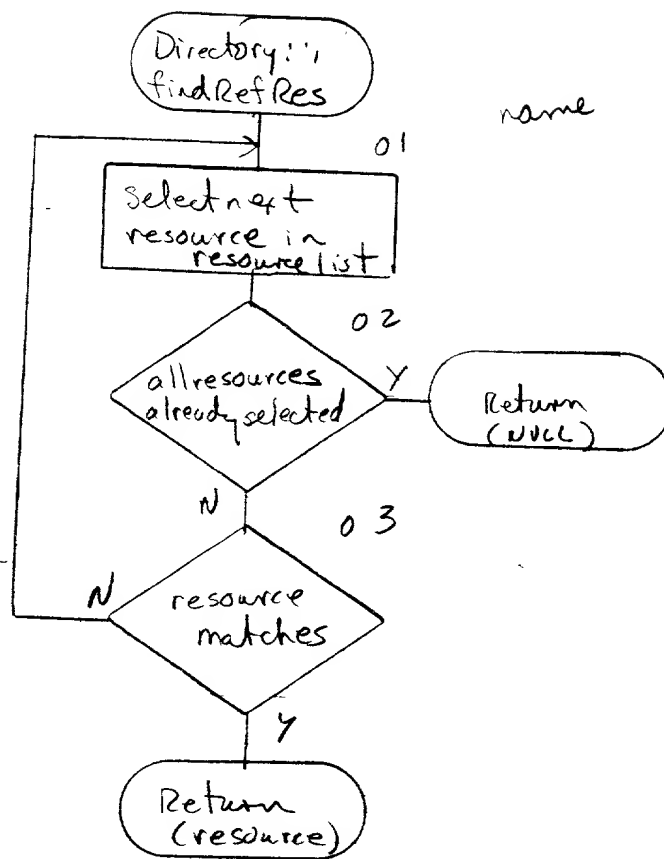 Directory::
findRefRes
name
01
Select next
resource in
resource list
02
all resources
already selected
Y
Return
(NULL)
N
03
N
resource
matches
Y
Return
(resource)